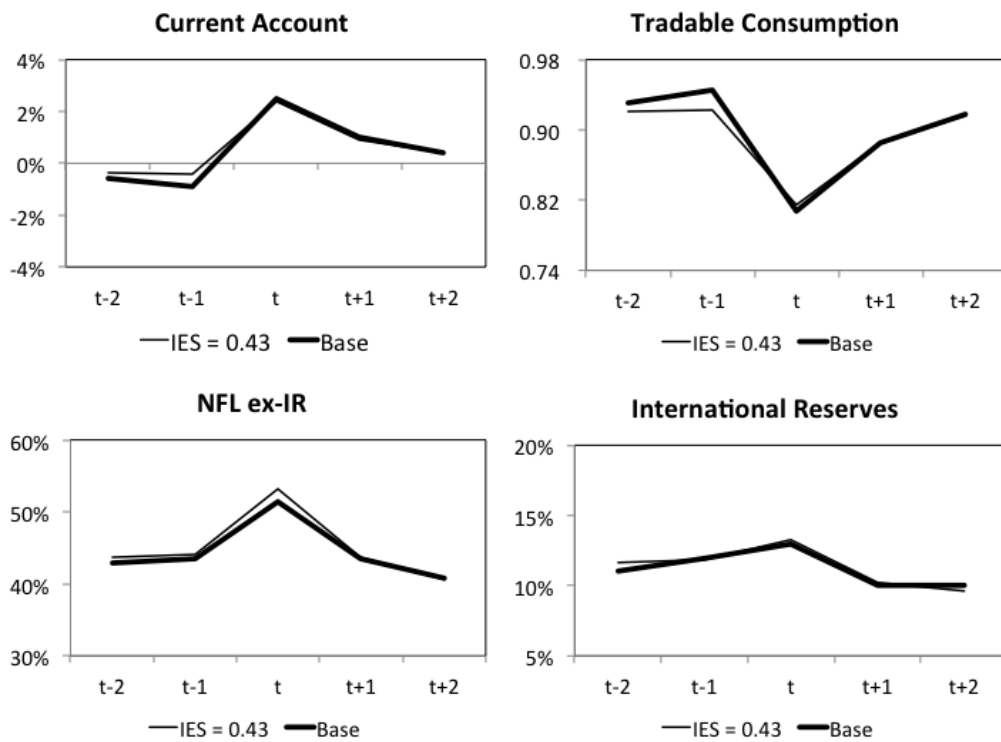 Current Account
4%
2%
0%
-2%
-4%
t-2 t-1 t t+1 t+2
IES = 0.43 Base
Tradable Consumption
0.98
0.90
0.82
0.74
t-2 t-1 t t+1 t+2
IES = 0.43 Base
NFL ex-IR
60%
50%
40%
30%
t-2 t-1 t t+1 t+2
IES = 0.43 Base
International Reserves
20%
15%
10%
5%
t-2 t-1 t t+1 t+2
IES = 0.43 Base